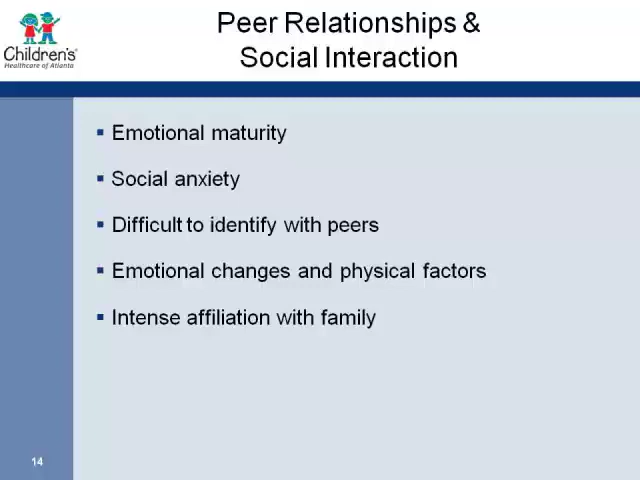 Peer Relationships &
Social Interaction
Children's
Healthcare of Atlanta
▪ Emotional maturity
▪ Social anxiety
▪ Difficult to identify with peers
▪ Emotional changes and physical factors
▪ Intense affiliation with family
14